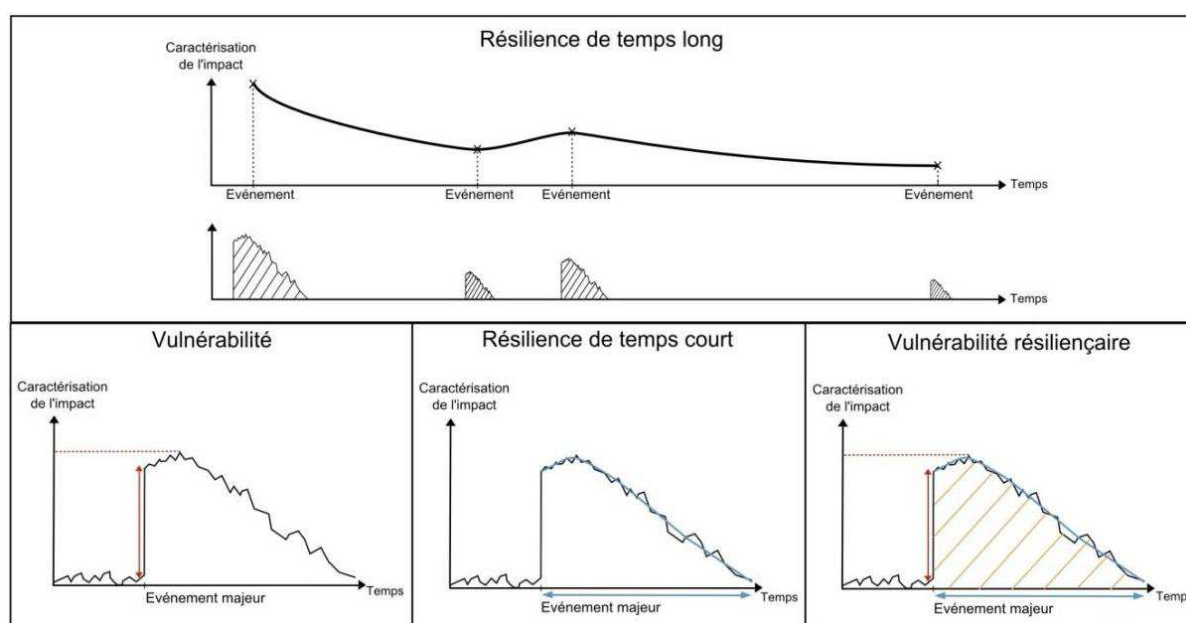 Résilience de temps long
Caractérisation
de l'impact
Evénement
Evénement
Evénement
Evénement
Temps
Temps
Vulnérabilité
Caractérisation
de l'impact
Temps
Evénement majeur
Résilience de temps court
Caractérisation
de l'impact
Temps
Evénement majeur
Vulnérabilité résiliençaire
Caractérisation
de l'impact
Temps
Evénement majeur